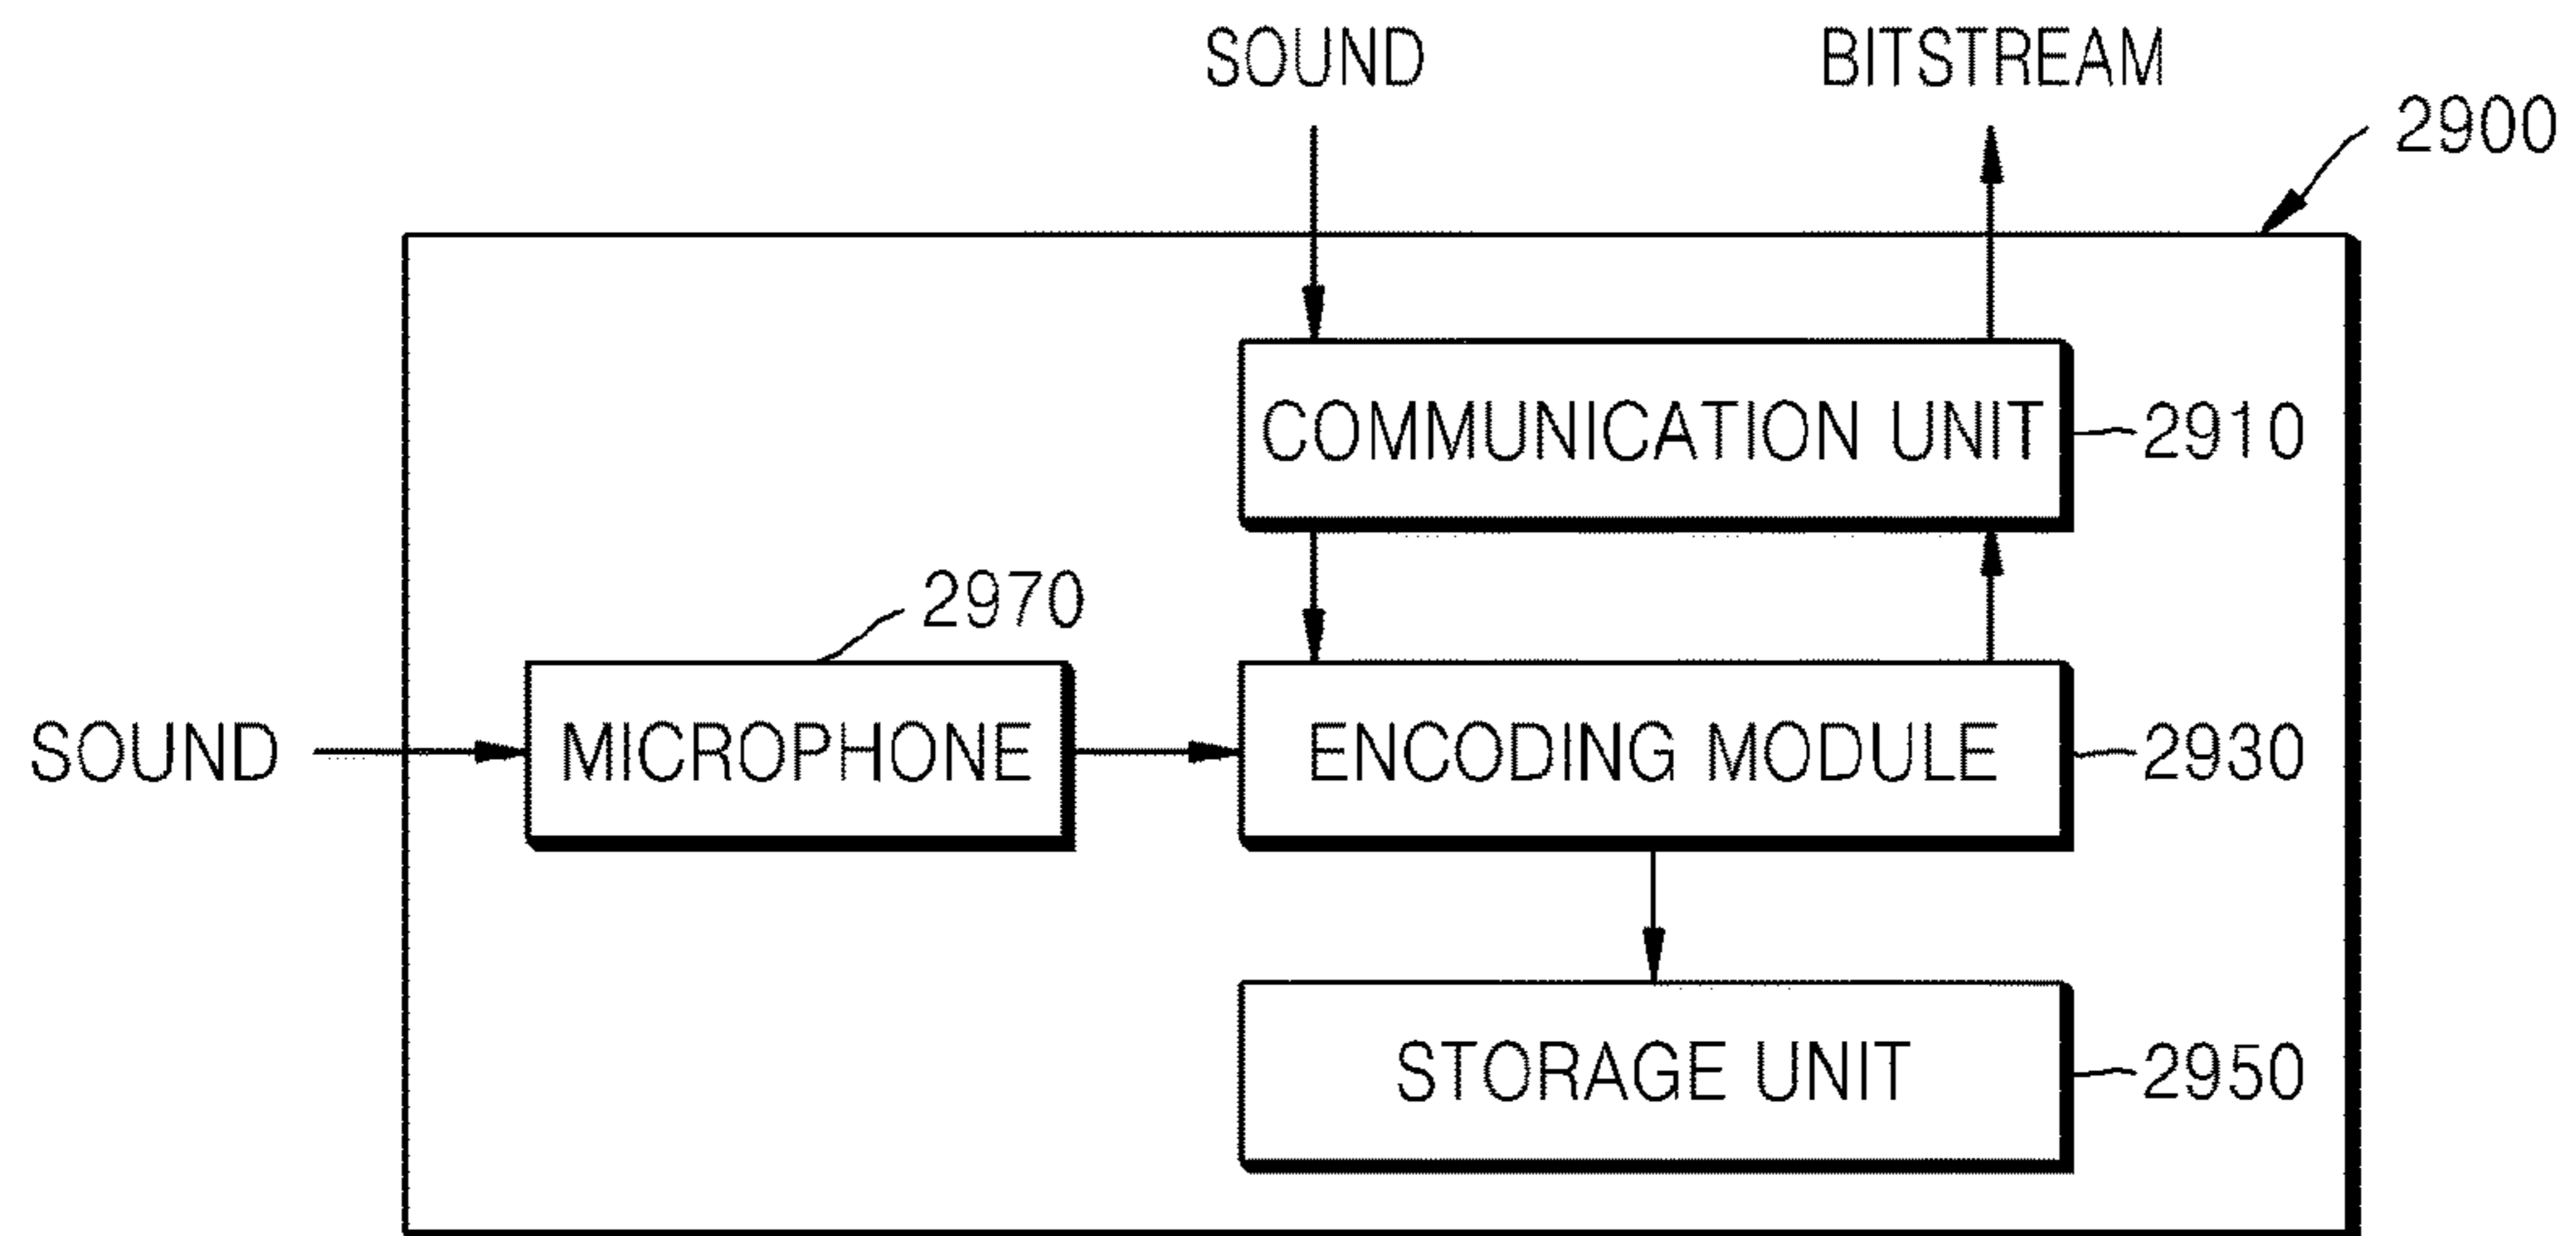 SOUND
BITSTREAM
2900
COMMUNICATION UNIT
2910
2970
SOUND
MICROPHONE
ENCODING MODULE
2930
STORAGE UNIT
2950